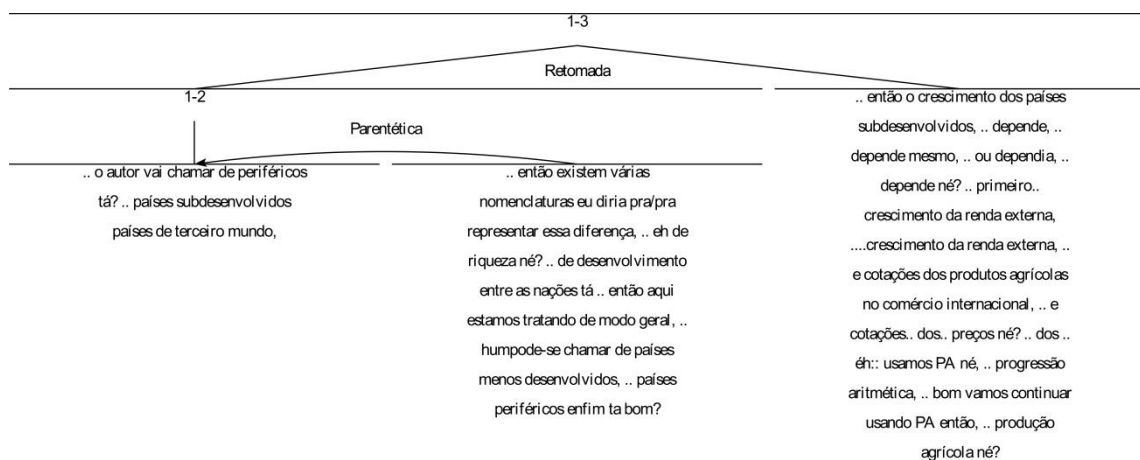 1-3
Retomada
1-2
Parentética
.. o autor vai chamar de periféricos
tá? .. países subdesenvolvidos
países de terceiro mundo,
.. então existem várias
nomenclaturas eu diria pra/pra
representar essa diferença, .. eh de
riqueza né? .. de desenvolvimento
entre as nações tá .. então aqui
estamos tratando de modo geral, ..
humpode-se chamar de países
menos desenvolvidos, .. países
periféricos enfim ta bom?
.. então o crescimento dos países
subdesenvolvidos, .. depende, ..
depende mesmo, .. ou dependia, ..
depende né? .. primeiro..
crescimento da renda externa,
....crescimento da renda externa, ..
e cotações dos produtos agrícolas
no comércio internacional, .. e
cotações.. dos.. preços né? .. dos ..
éh:: usamos PA né, .. progressão
aritmética, .. bom vamos continuar
usando PA então, .. produção
agrícola né?